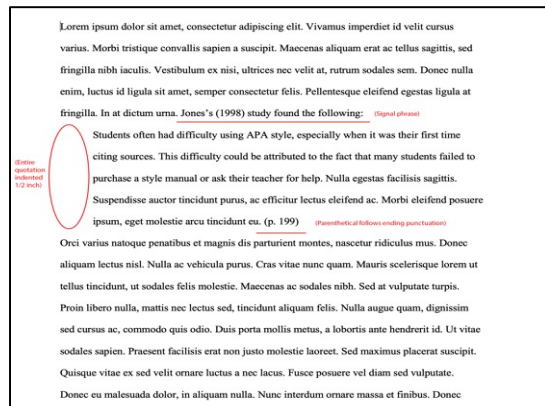 Lorem ipsum dolor sit amet, consectetur adipiscing elit. Vivamus imperdiet id velit cursus
varius. Morbi tristique convallis sapien a suscipit. Maecenas aliquam erat ac tellus sagittis, sed
fringilla nibh iaculis. Vestibulum ex nisi, ultrices nec velit at, rutrum sodales sem. Donec nulla
enim, luctus id ligula sit amet, semper consectetur felis. Pellentesque eleifend egestas ligula at
fringilla. In at dictum urna. Jones's (1998) study found the following: (Signal phrase)
(Entire
quotation
indented
1/2 inch)
Students often had difficulty using APA style, especially when it was their first time
citing sources. This difficulty could be attributed to the fact that many students failed to
purchase a style manual or ask their teacher for help. Nulla egestas facilisis sagittis.
Suspendisse auctor tincidunt purus, ac efficitur lectus eleifend ac. Morbi eleifend posuere
ipsum, eget molestie arcu tincidunt eu. (p. 199) (Parenthetical follows ending punctuation)
Orci varius natoque penatibus et magnis dis parturient montes, nascetur ridiculus mus. Donec
aliquam lectus nisl. Nulla ac vehicula purus. Cras vitae nunc quam. Mauris scelerisque lorem ut
tellus tincidunt, ut sodales felis molestie. Maecenas ac sodales nibh. Sed at vulputate turpis.
Proin libero nulla, mattis nec lectus sed, tincidunt aliquam felis. Nulla augue quam, dignissim
sed cursus ac, commodo quis odio. Duis porta mollis metus, a lobortis ante hendrerit id. Ut vitae
sodales sapien. Praesent facilisis erat non justo molestie laoreet. Sed maximus placerat suscipit.
Quisque vitae ex sed velit ornare luctus a nec lacus. Fusce posuere vel diam sed vulputate.
Donec eu malesuada dolor, in aliquam nulla. Nunc interdum ornare massa et finibus. Donec